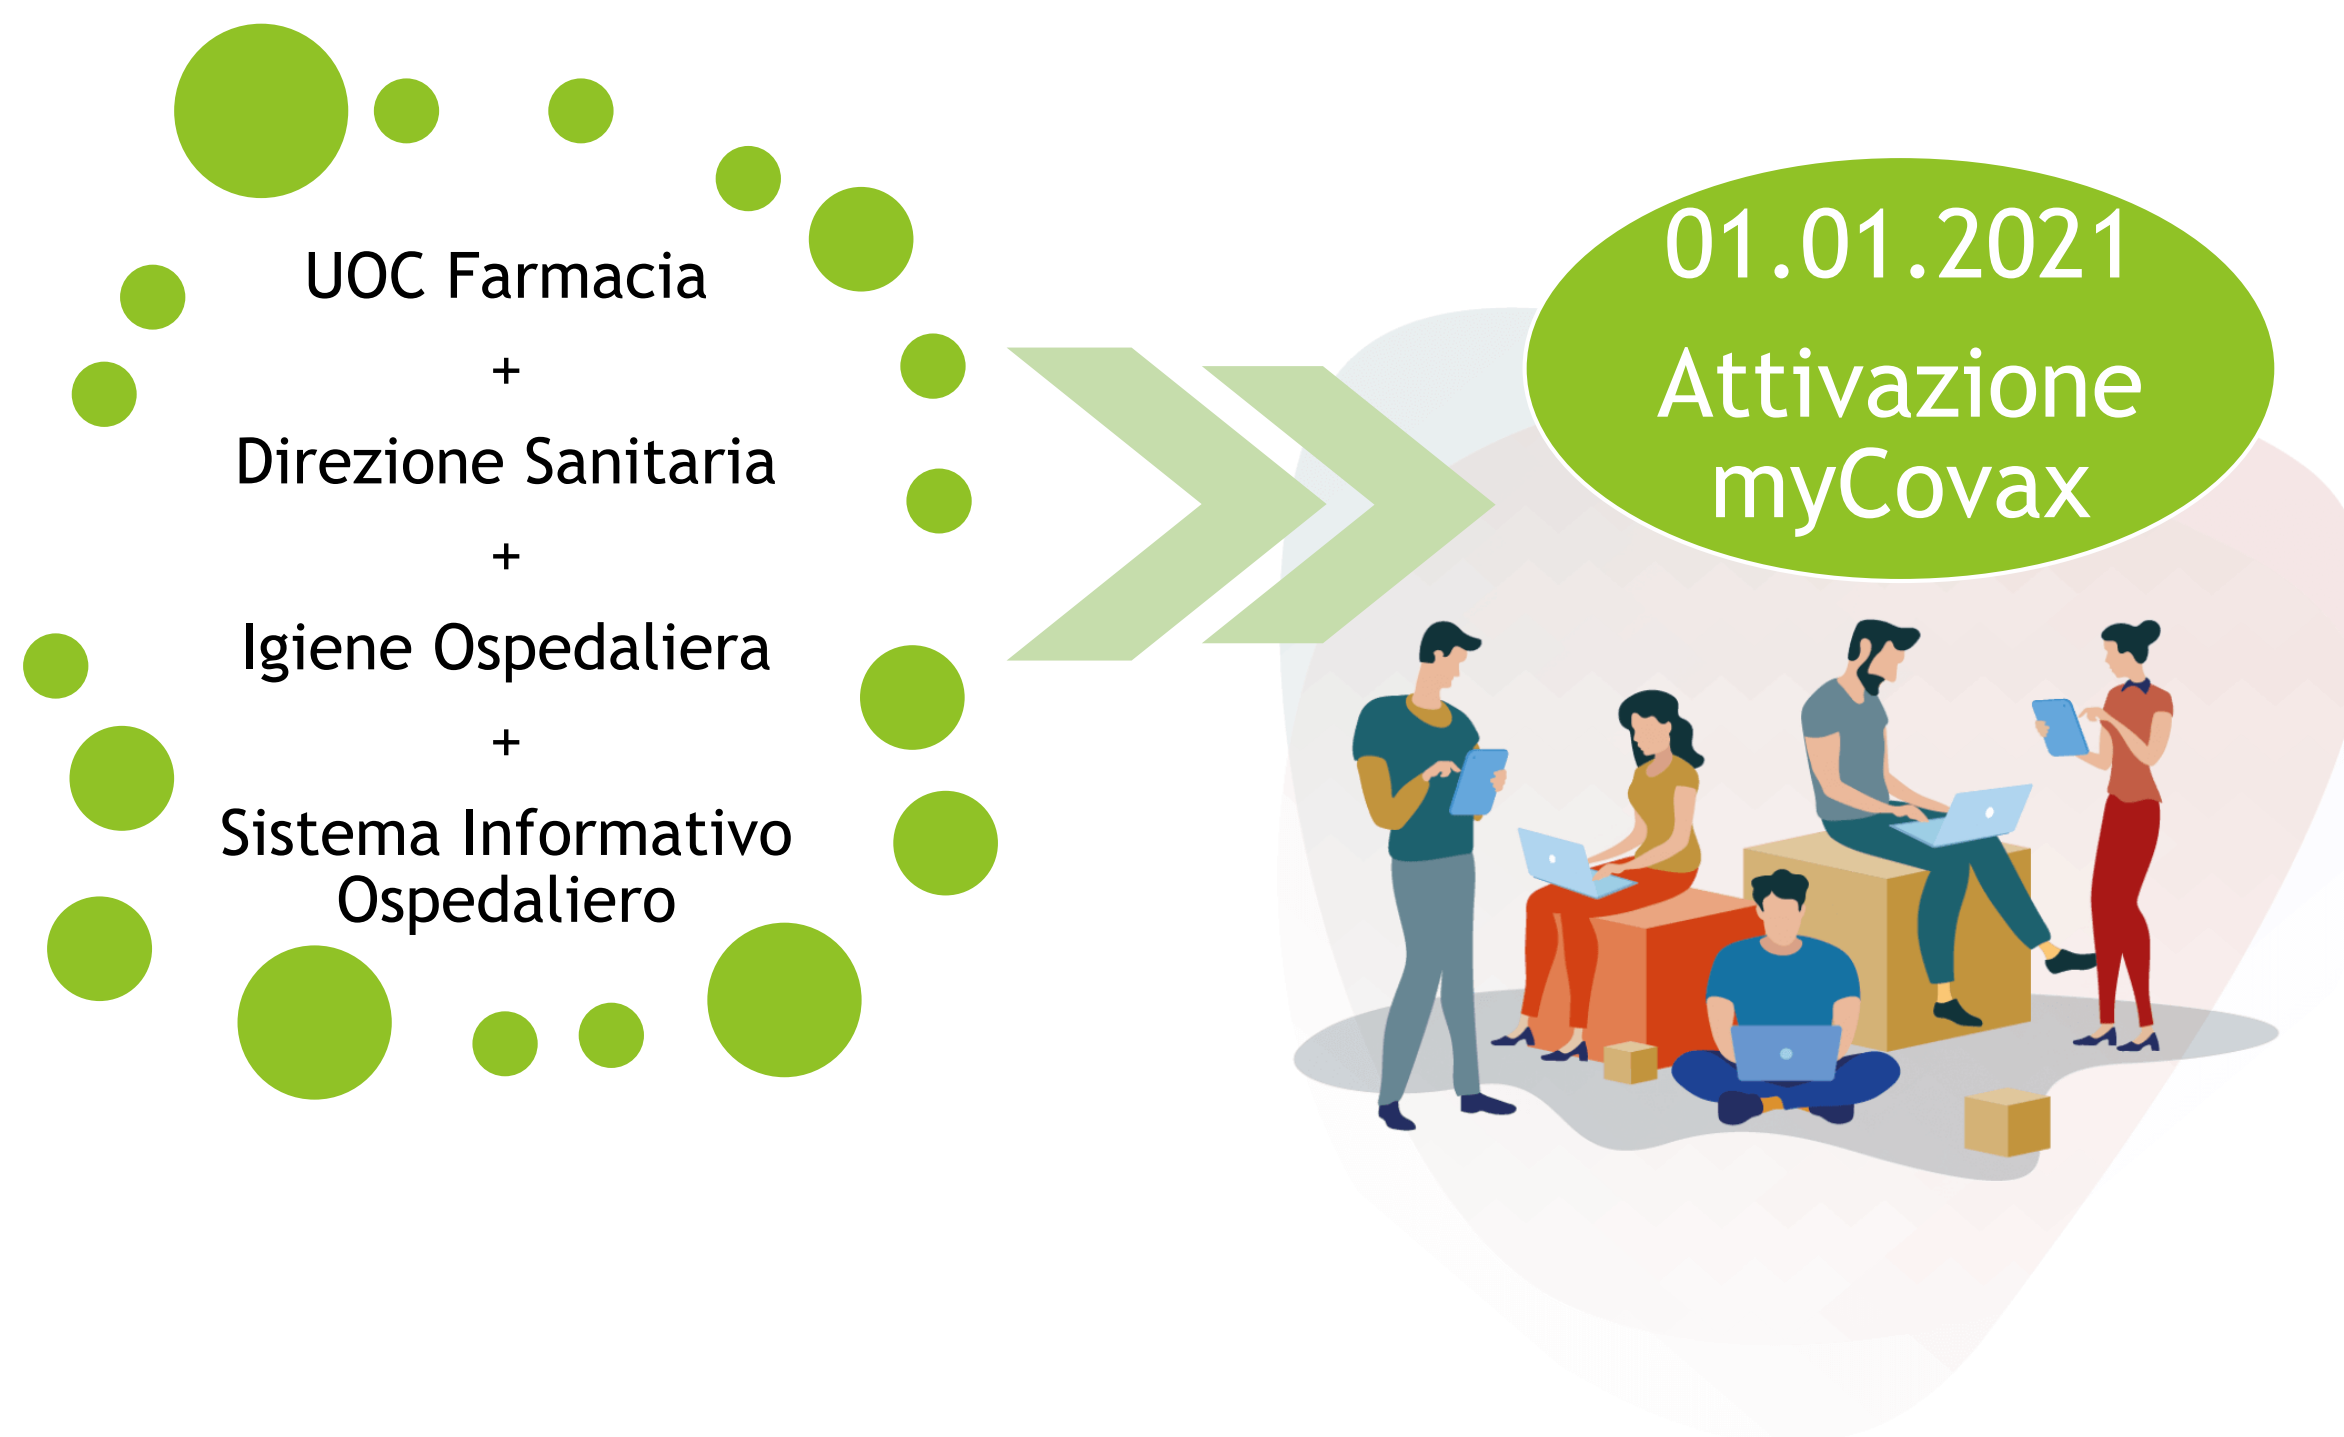 UOC Farmacia
+
Direzione Sanitaria
+
Igiene Ospedaliera
+
Sistema Informativo
Ospedaliero
01.01.2021
Attivazione
myCovax